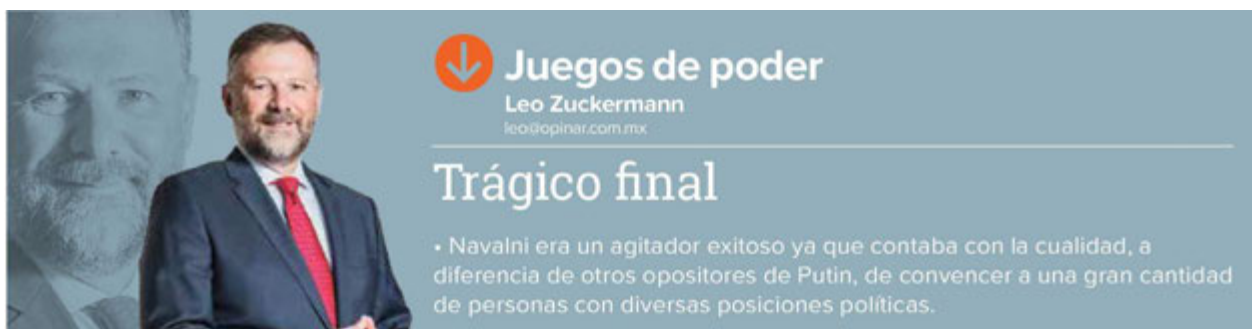 Juegos de poder
Leo Zuckermann
leo@opinar.com.mx
Trágico final
• Navalni era un agitador exitoso ya que contaba con la cualidad, a
diferencia de otros opositores de Putin, de convencer a una gran cantidad
de personas con diversas posiciones políticas.